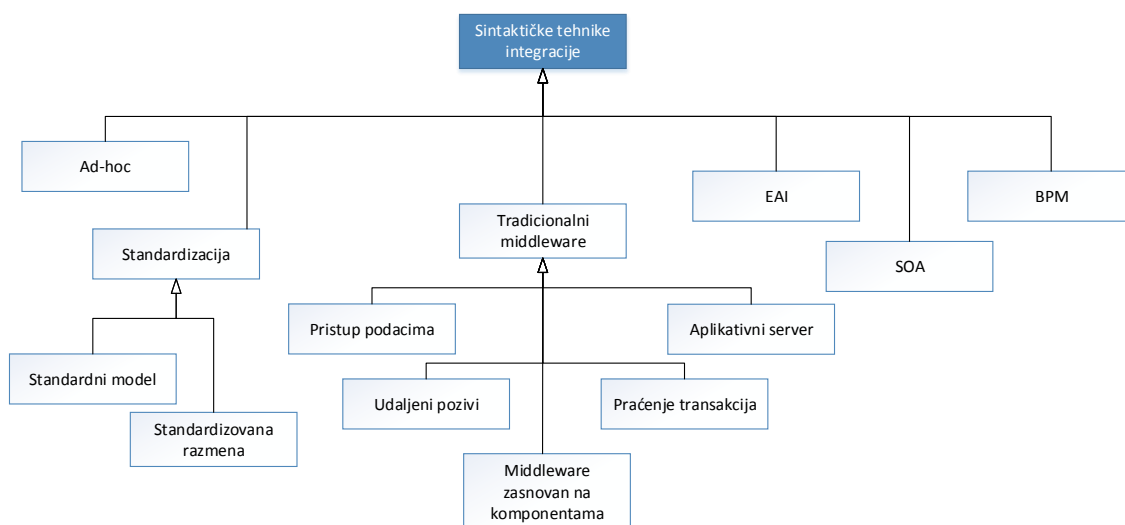 Sintaktičke tehnike
integracije
Ad-hoc
EAI
BPM
Tradicionalni
middleware
Standardizacija
SOA
Pristup podacima
Aplikativni server
Standardni model
Udaljeni pozivi
Praćenje transakcija
Standardizovana
razmena
Middleware
zasnovan na
komponentama